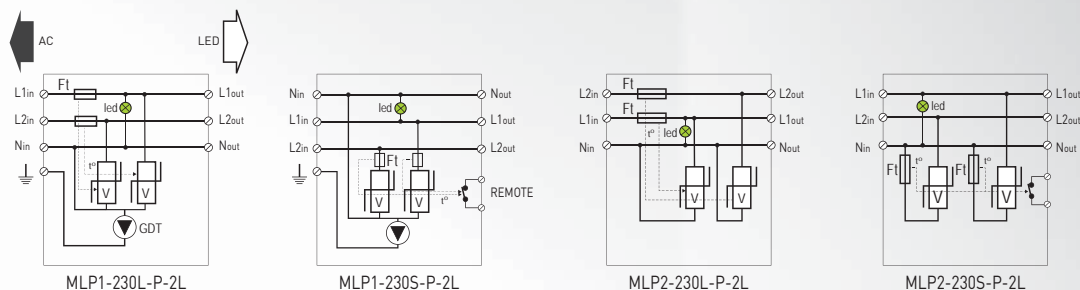 AC
LED
Ft
L1in
led
L1out
L2in
L2out
Nin
Nout
t°
V
V
GDT
MLP1-230L-P-2L
Nin
Nout
led
L1in
L1out
L2in
L2out
Ft
V
V
t°
REMOTE
MLP1-230S-P-2L
Ft
L2in
L2out
Ft
L1in
L1out
t°
led
Nin
Nout
V
V
MLP2-230L-P-2L
L1in
L1out
led
L2in
L2out
Nin
Nout
Ft
t°
Ft
t°
V
V
MLP2-230S-P-2L